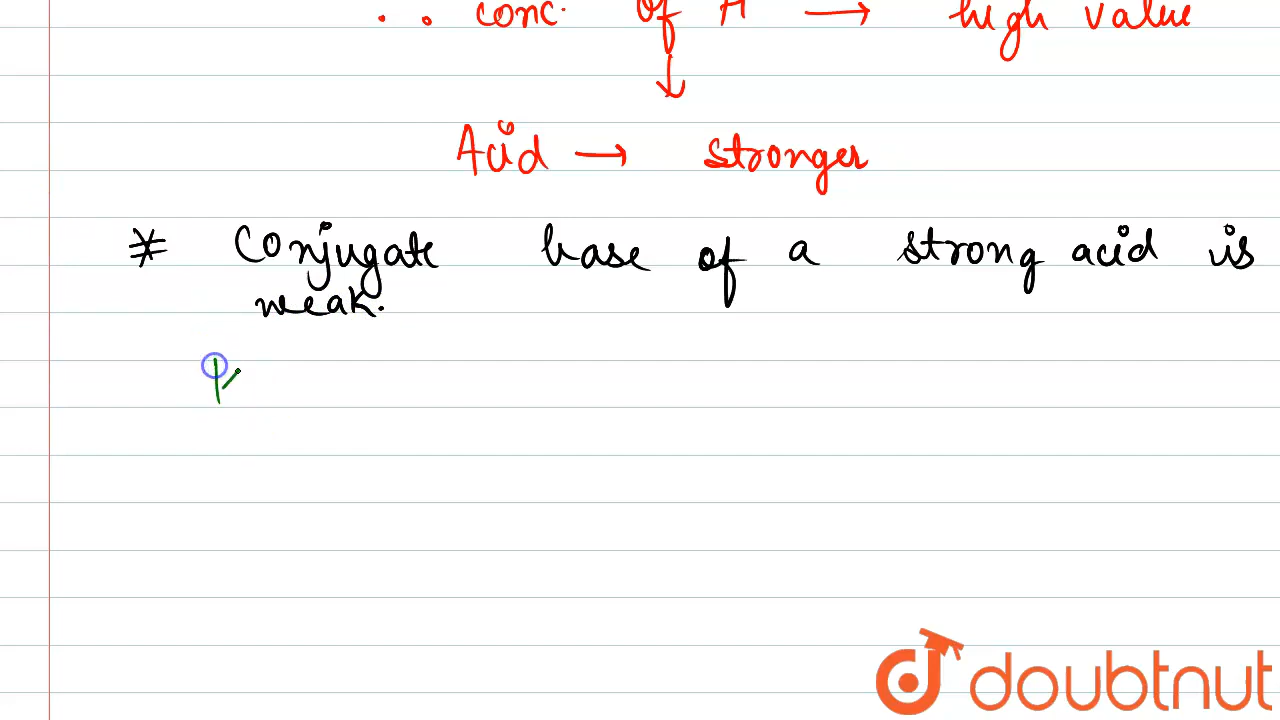 ∴ conc. of H → high value
↓
Acid → stronger
* Conjugate base of a strong acid is
weak.
doubtnut